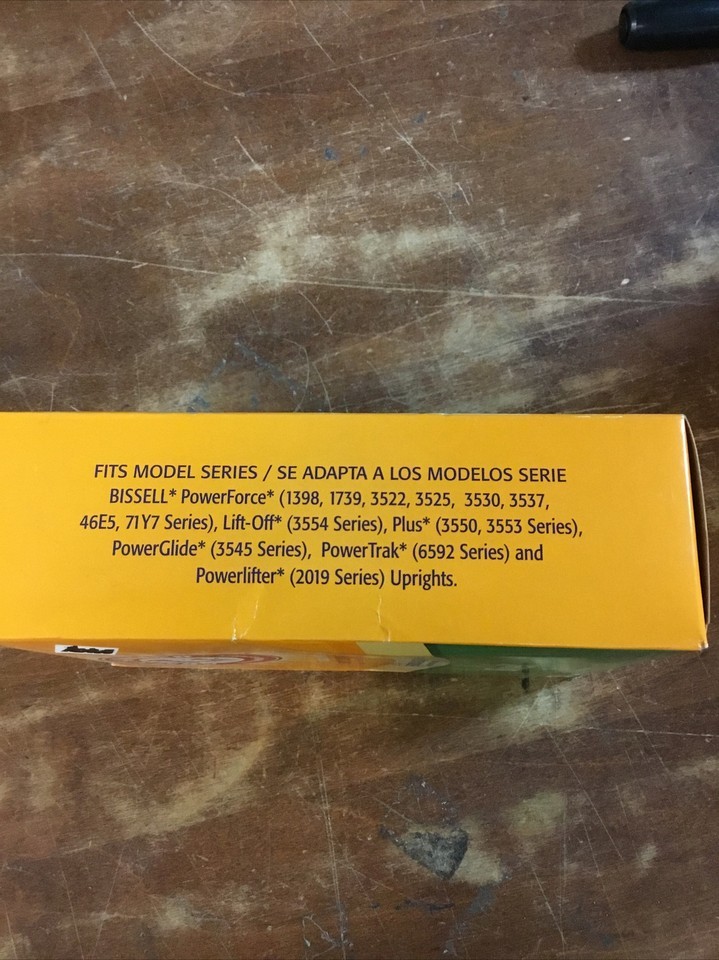 FITS MODEL SERIES / SE ADAPTA A LOS MODELOS SERIE
BISSELL* PowerForce* (1398, 1739, 3522, 3525, 3530, 3537,
46E5, 71Y7 Series), Lift-Off* (3554 Series), Plus* (3550, 3553 Series),
PowerGlide* (3545 Series), PowerTrak* (6592 Series) and
Powerlifter* (2019 Series) Uprights.